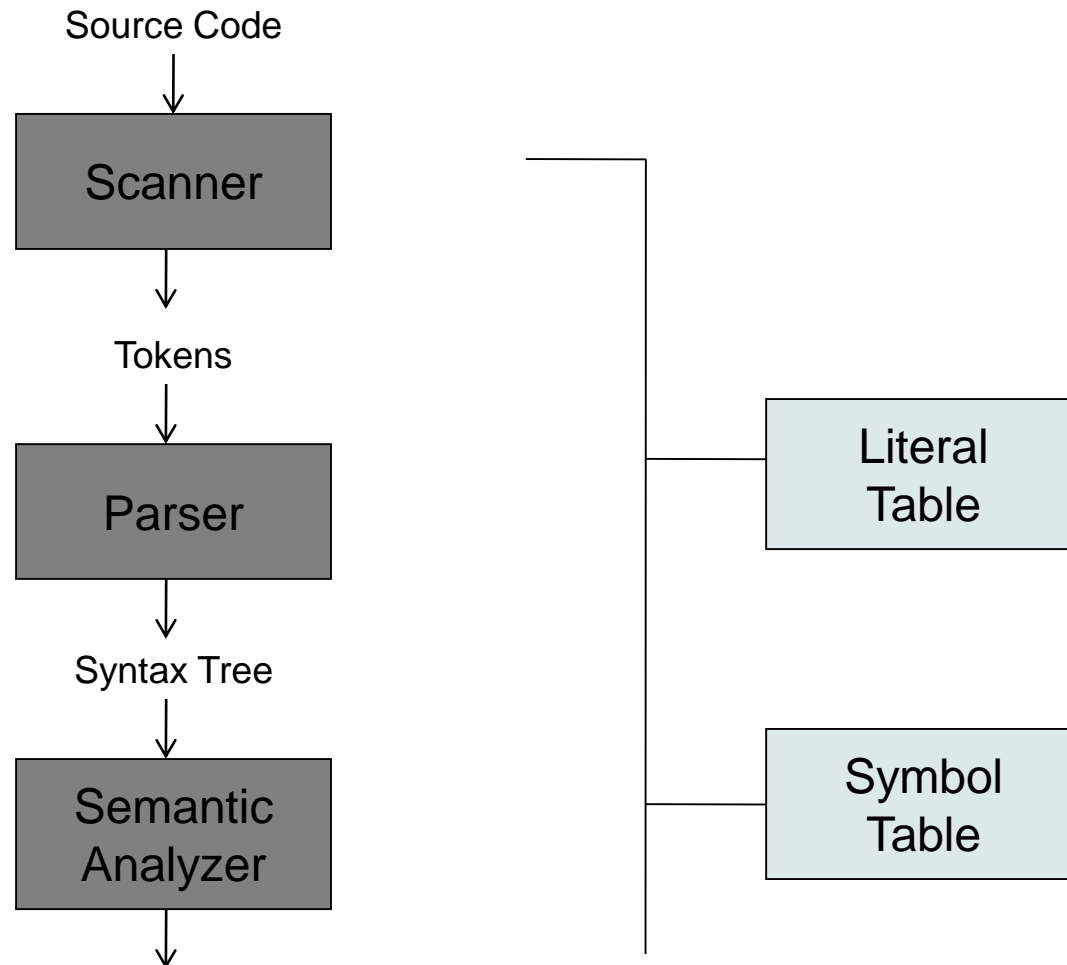 Source Code
Scanner
Tokens
Parser
Syntax Tree
Semantic
Analyzer
Literal
Table
Symbol
Table